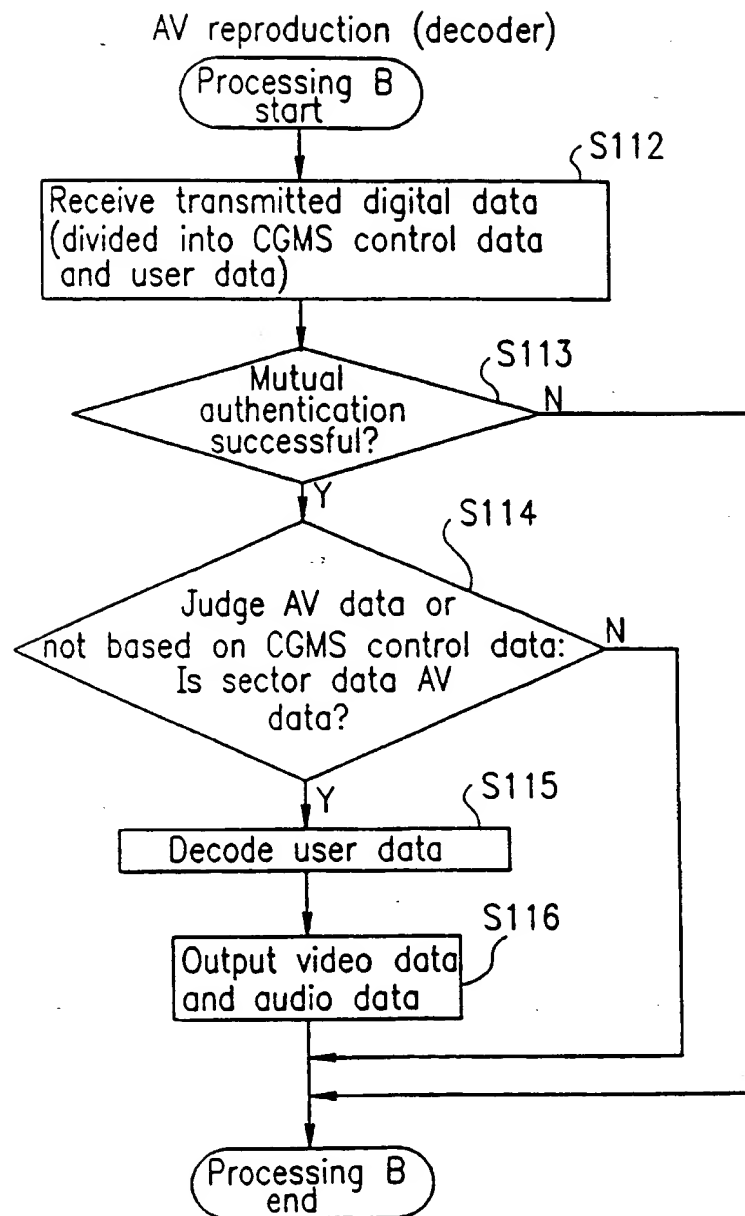 AV reproduction (decoder)
Processing B
start
S112
Receive transmitted digital data
(divided into CGMS control data
and user data)
S113
Mutual
authentication
successful?
N
Y
S114
Judge AV data or
not based on CGMS control data:
Is sector data AV
data?
N
Y
S115
Decode user data
S116
Output video data
and audio data
Processing B
end